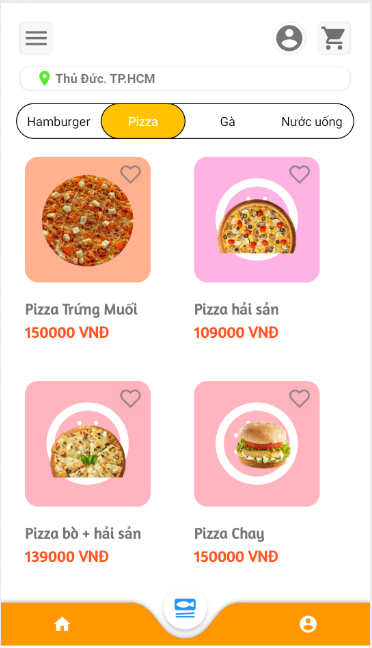 Thủ Đức. TP.HCM
Hamburger Pizza Gà Nước uống
Pizza Trứng Muối Pizza hải sản
150000 VNĐ 109000 VNĐ
Pizza bò + hải sản Pizza Chay
139000 VNĐ 150000 VNĐ